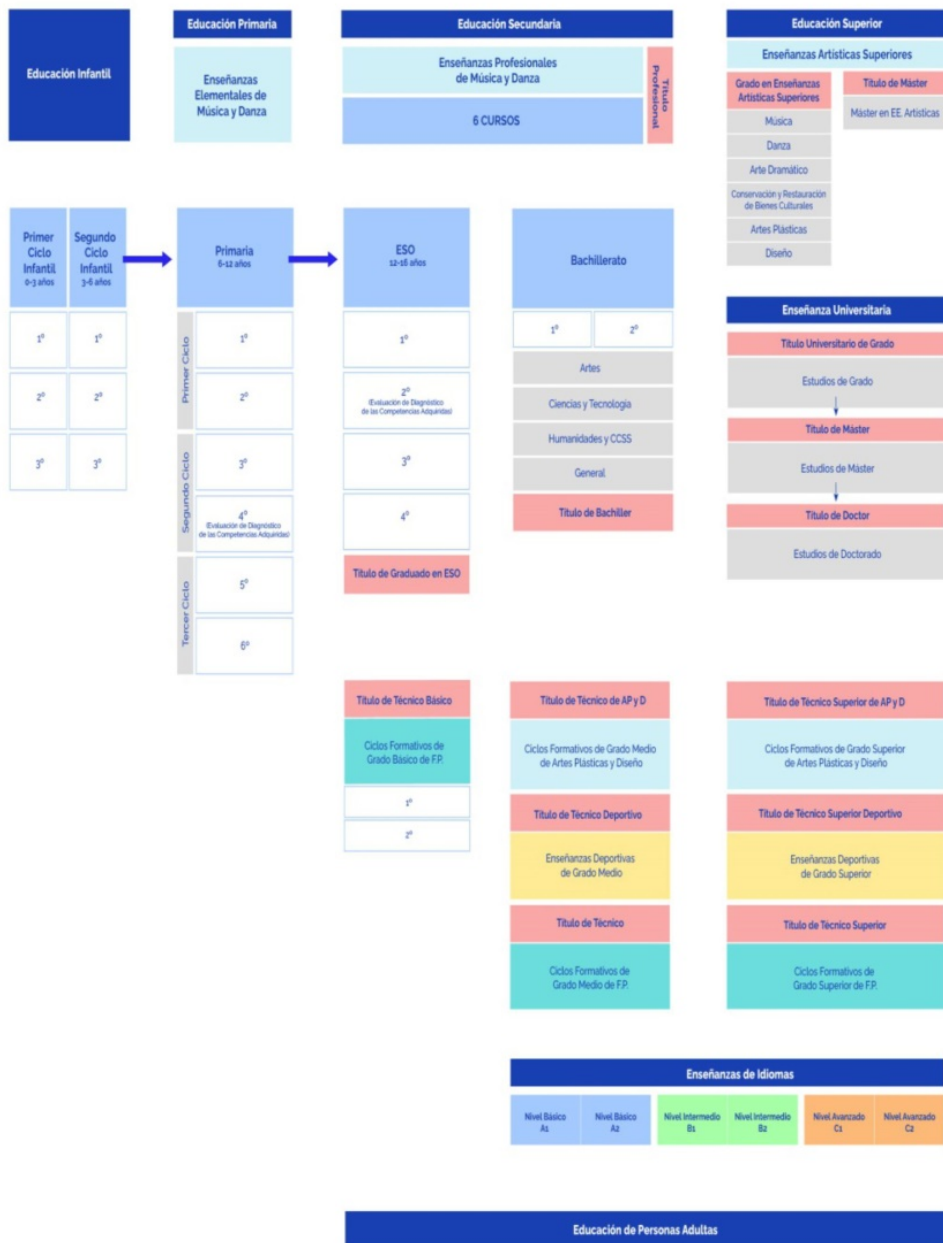 Educación Infantil
Educación Primaria
Enseñanzas
Elementales de
Música y Danza
Educación Secundaria
Enseñanzas Profesionales
de Música y Danza
6 CURSOS
Título
Profesional
Educación Superior
Enseñanzas Artísticas Superiores
Grado en Enseñanzas
Artísticas Superiores
Música
Danza
Arte Dramático
Conservación y Restauración
de Bienes Culturales
Artes Plásticas
Diseño
Título de Máster
Máster en EE. Artísticas
Primer
Ciclo
Infantil
0-3 años
1º
2º
3º
Segundo
Ciclo
Infantil
3-6 años
1º
2º
3º
Primaria
6-12 años
Primer Ciclo
1º
2º
Segundo Ciclo
3º
4º
(Evaluación de Diagnóstico
de las Competencias Adquiridas)
Tercer Ciclo
5º
6º
ESO
12-16 años
1º
2º
(Evaluación de Diagnóstico
de las Competencias Adquiridas)
3º
4º
Título de Graduado en ESO
Bachillerato
1º
2º
Artes
Ciencias y Tecnología
Humanidades y CCSS
General
Título de Bachiller
Enseñanza Universitaria
Título Universitario de Grado
Estudios de Grado
Título de Máster
Estudios de Máster
Título de Doctor
Estudios de Doctorado
Título de Técnico Básico
Ciclos Formativos de
Grado Básico de F.P.
1º
2º
Título de Técnico de AP y D
Ciclos Formativos de Grado Medio
de Artes Plásticas y Diseño
Título de Técnico Deportivo
Enseñanzas Deportivas
de Grado Medio
Título de Técnico
Ciclos Formativos de
Grado Medio de F.P.
Título de Técnico Superior de AP y D
Ciclos Formativos de Grado Superior
de Artes Plásticas y Diseño
Título de Técnico Superior Deportivo
Enseñanzas Deportivas
de Grado Superior
Título de Técnico Superior
Ciclos Formativos de
Grado Superior de F.P.
Enseñanzas de Idiomas
Nivel Básico
A1
Nivel Básico
A2
Nivel Intermedio
B1
Nivel Intermedio
B2
Nivel Avanzado
C1
Nivel Avanzado
C2
Educación de Personas Adultas